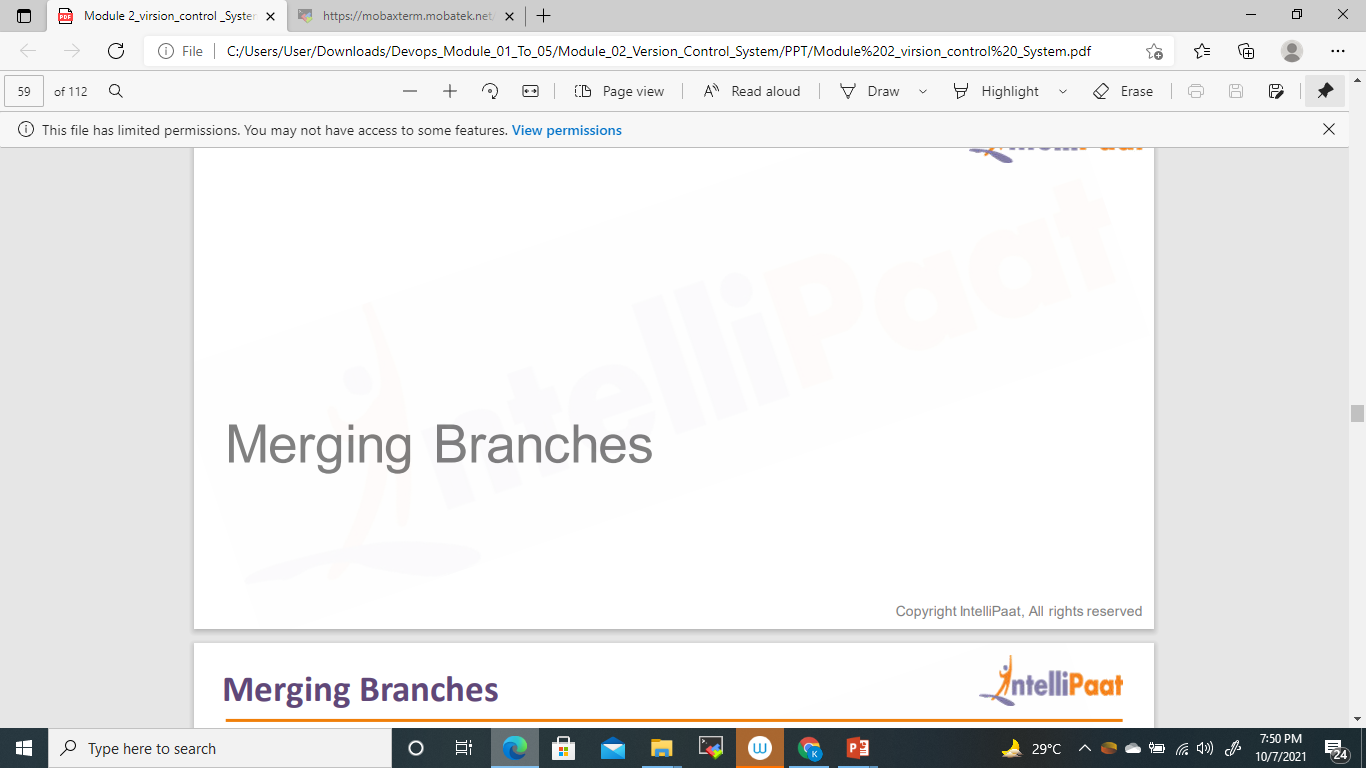 Module 2_virsion_control _System
https://mobaxterm.mobatek.net/
File
C:/Users/User/Downloads/Devops_Module_01_To_05/Module_02_Version_Control_System/PPT/Module%202_virsion_control%20_System.pdf
59 of 112
Page view
Read aloud
Draw
Highlight
Erase
This file has limited permissions. You may not have access to some features. View permissions
IntelliPaat
Merging Branches
Copyright IntelliPaat, All rights reserved
Merging Branches
IntelliPaat
Type here to search
29°C
7:50 PM
10/7/2021
24